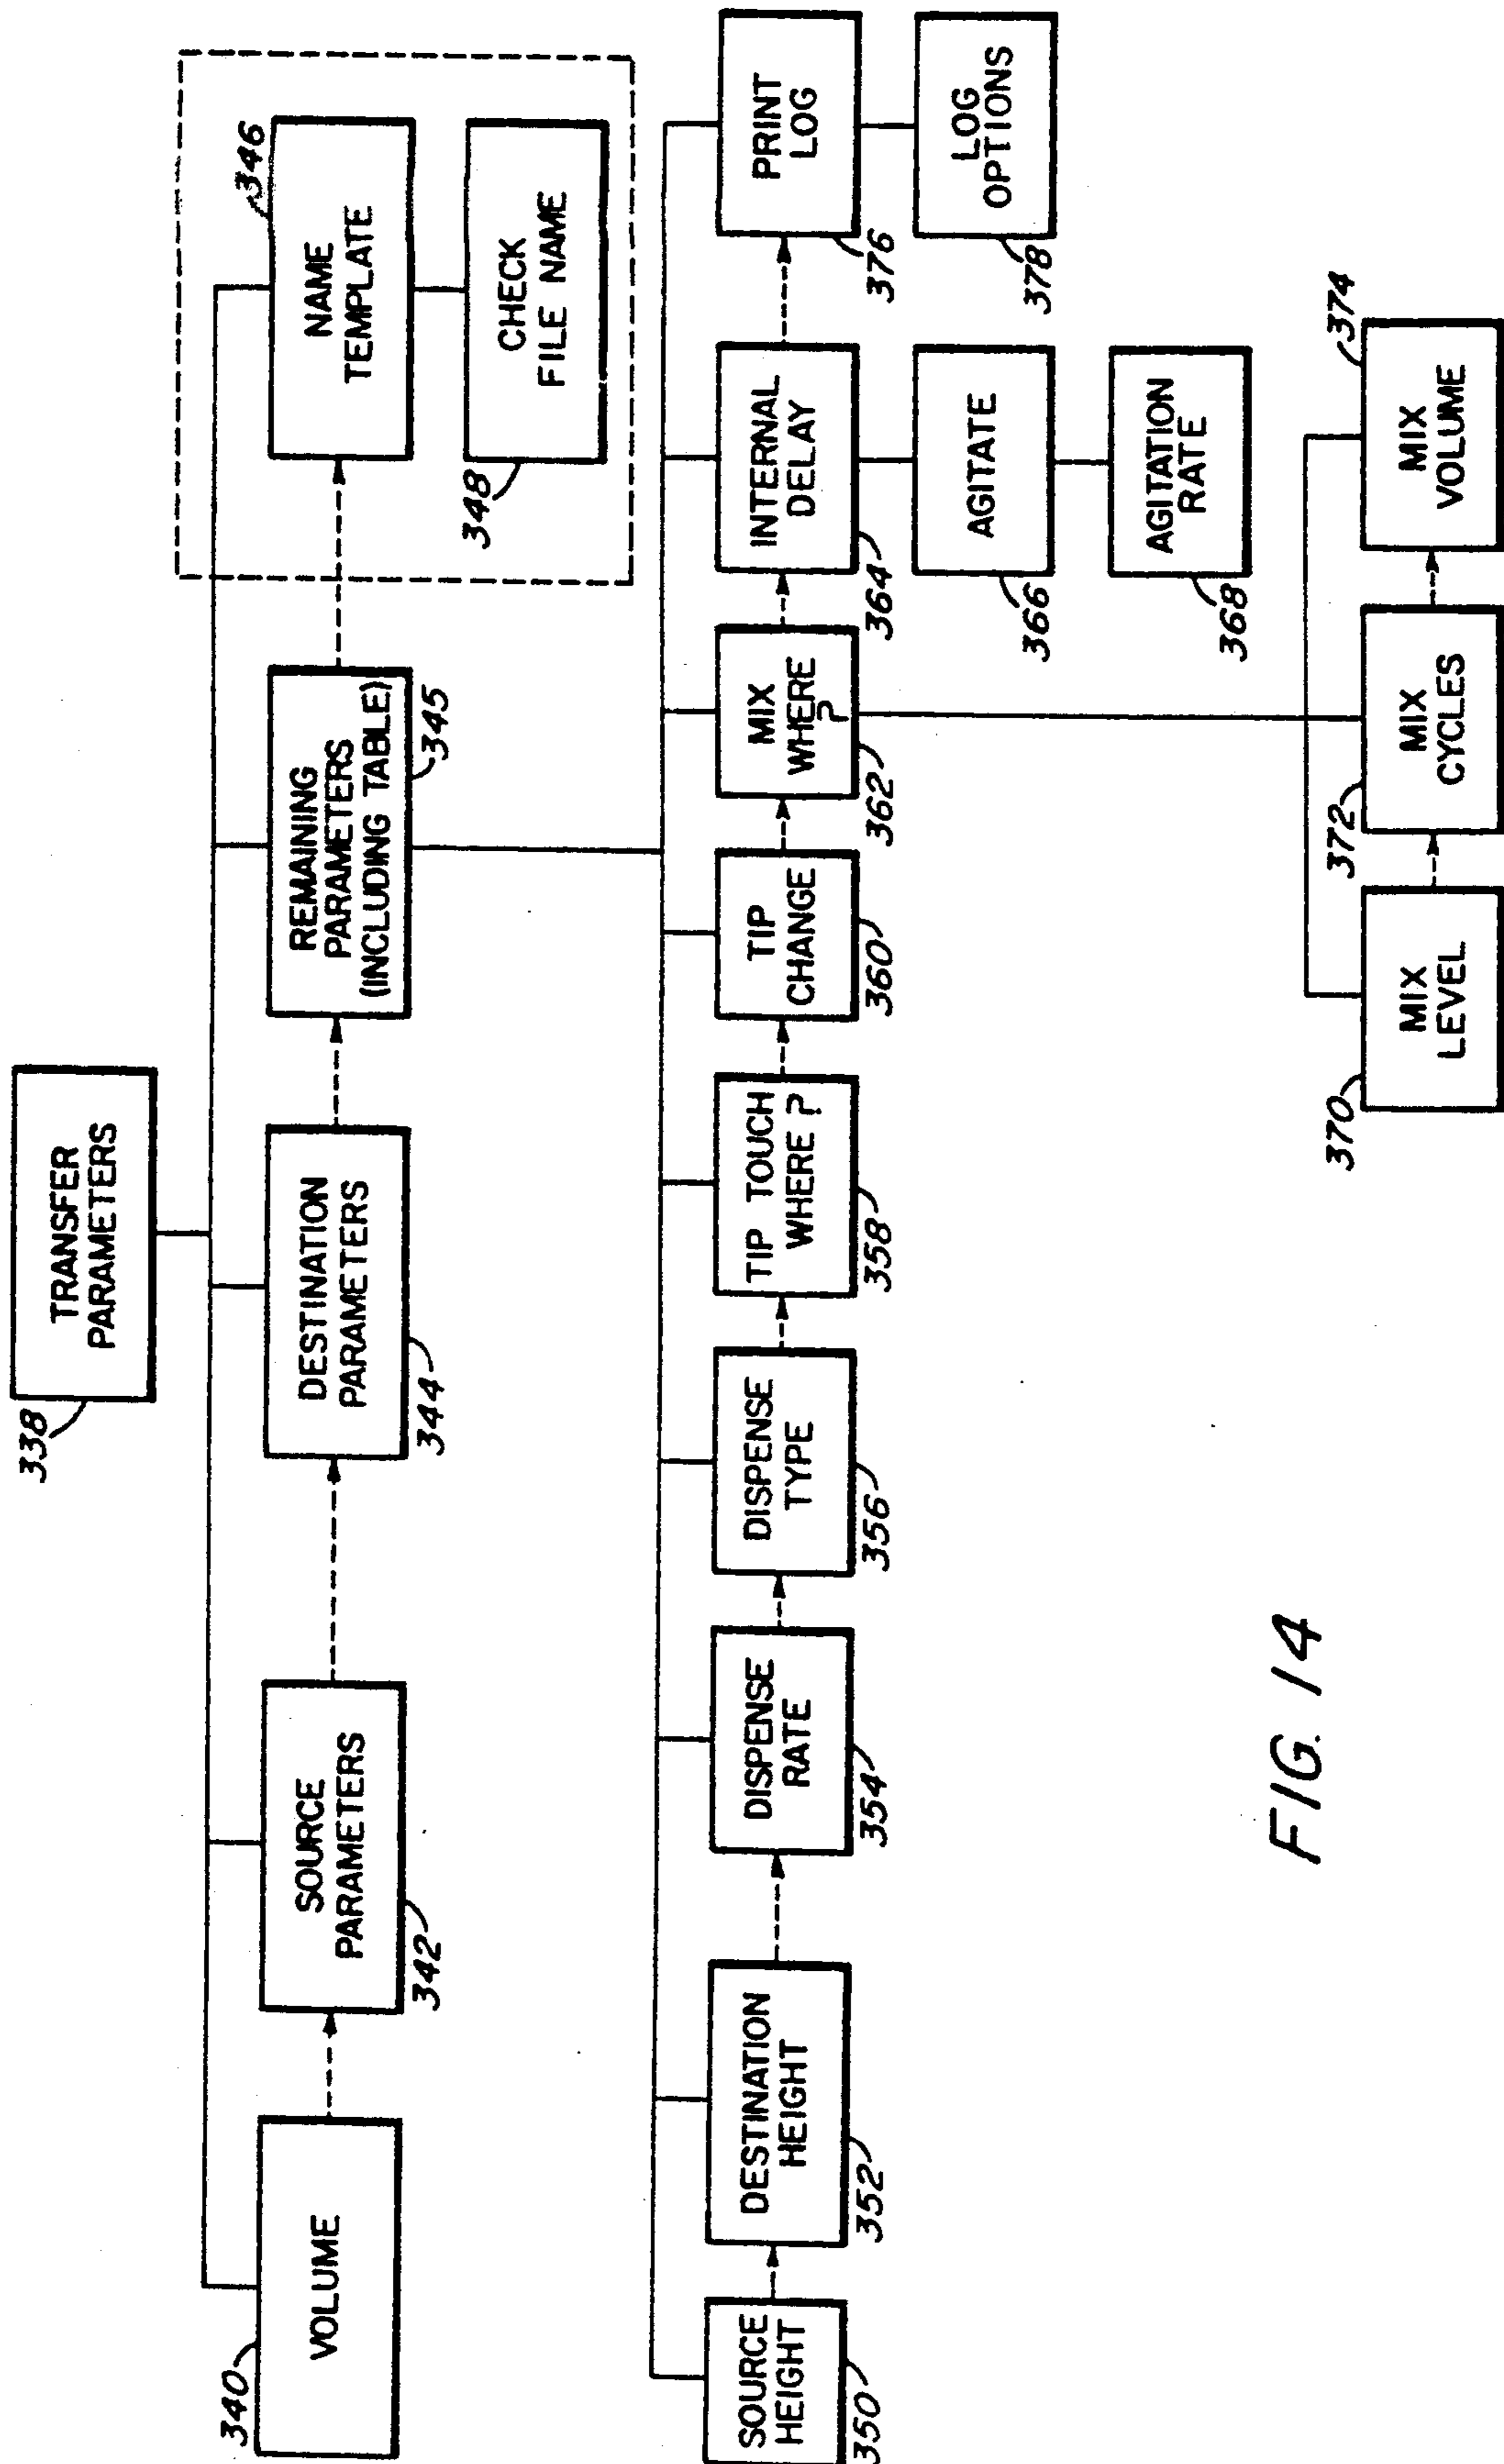 338
TRANSFER
PARAMETERS
340
VOLUME
342
SOURCE
PARAMETERS
344
DESTINATION
PARAMETERS
345
REMAINING
PARAMETERS
(INCLUDING TABLE)
346
NAME
TEMPLATE
348
CHECK
FILE NAME
350
SOURCE
HEIGHT
352
DESTINATION
HEIGHT
354
DISPENSE
RATE
356
DISPENSE
TYPE
358
TIP TOUCH
WHERE ?
360
TIP
CHANGE
362
MIX
WHERE
?
364
INTERNAL
DELAY
376
PRINT
LOG
366
AGITATE
378
LOG
OPTIONS
368
AGITATION
RATE
370
MIX
LEVEL
372
MIX
CYCLES
374
MIX
VOLUME
FIG. 14